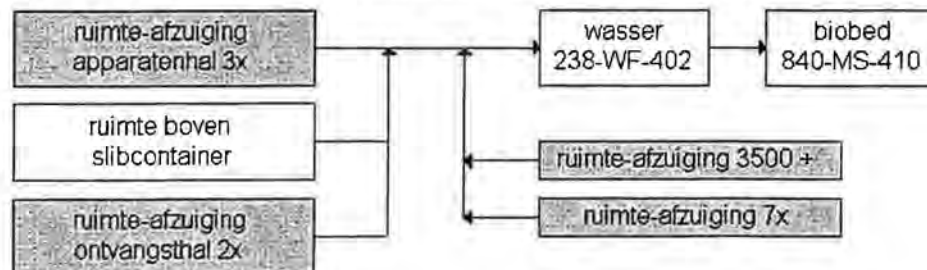 ruimte-afzuiging
apparatenhal 3x
wasser
238-WF-402
biobed
840-MS-410
ruimte boven
slibcontainer
ruimte-afzuiging 3500 +
ruimte-afzuiging
ontvangsthal 2x
ruimte-afzuiging 7x